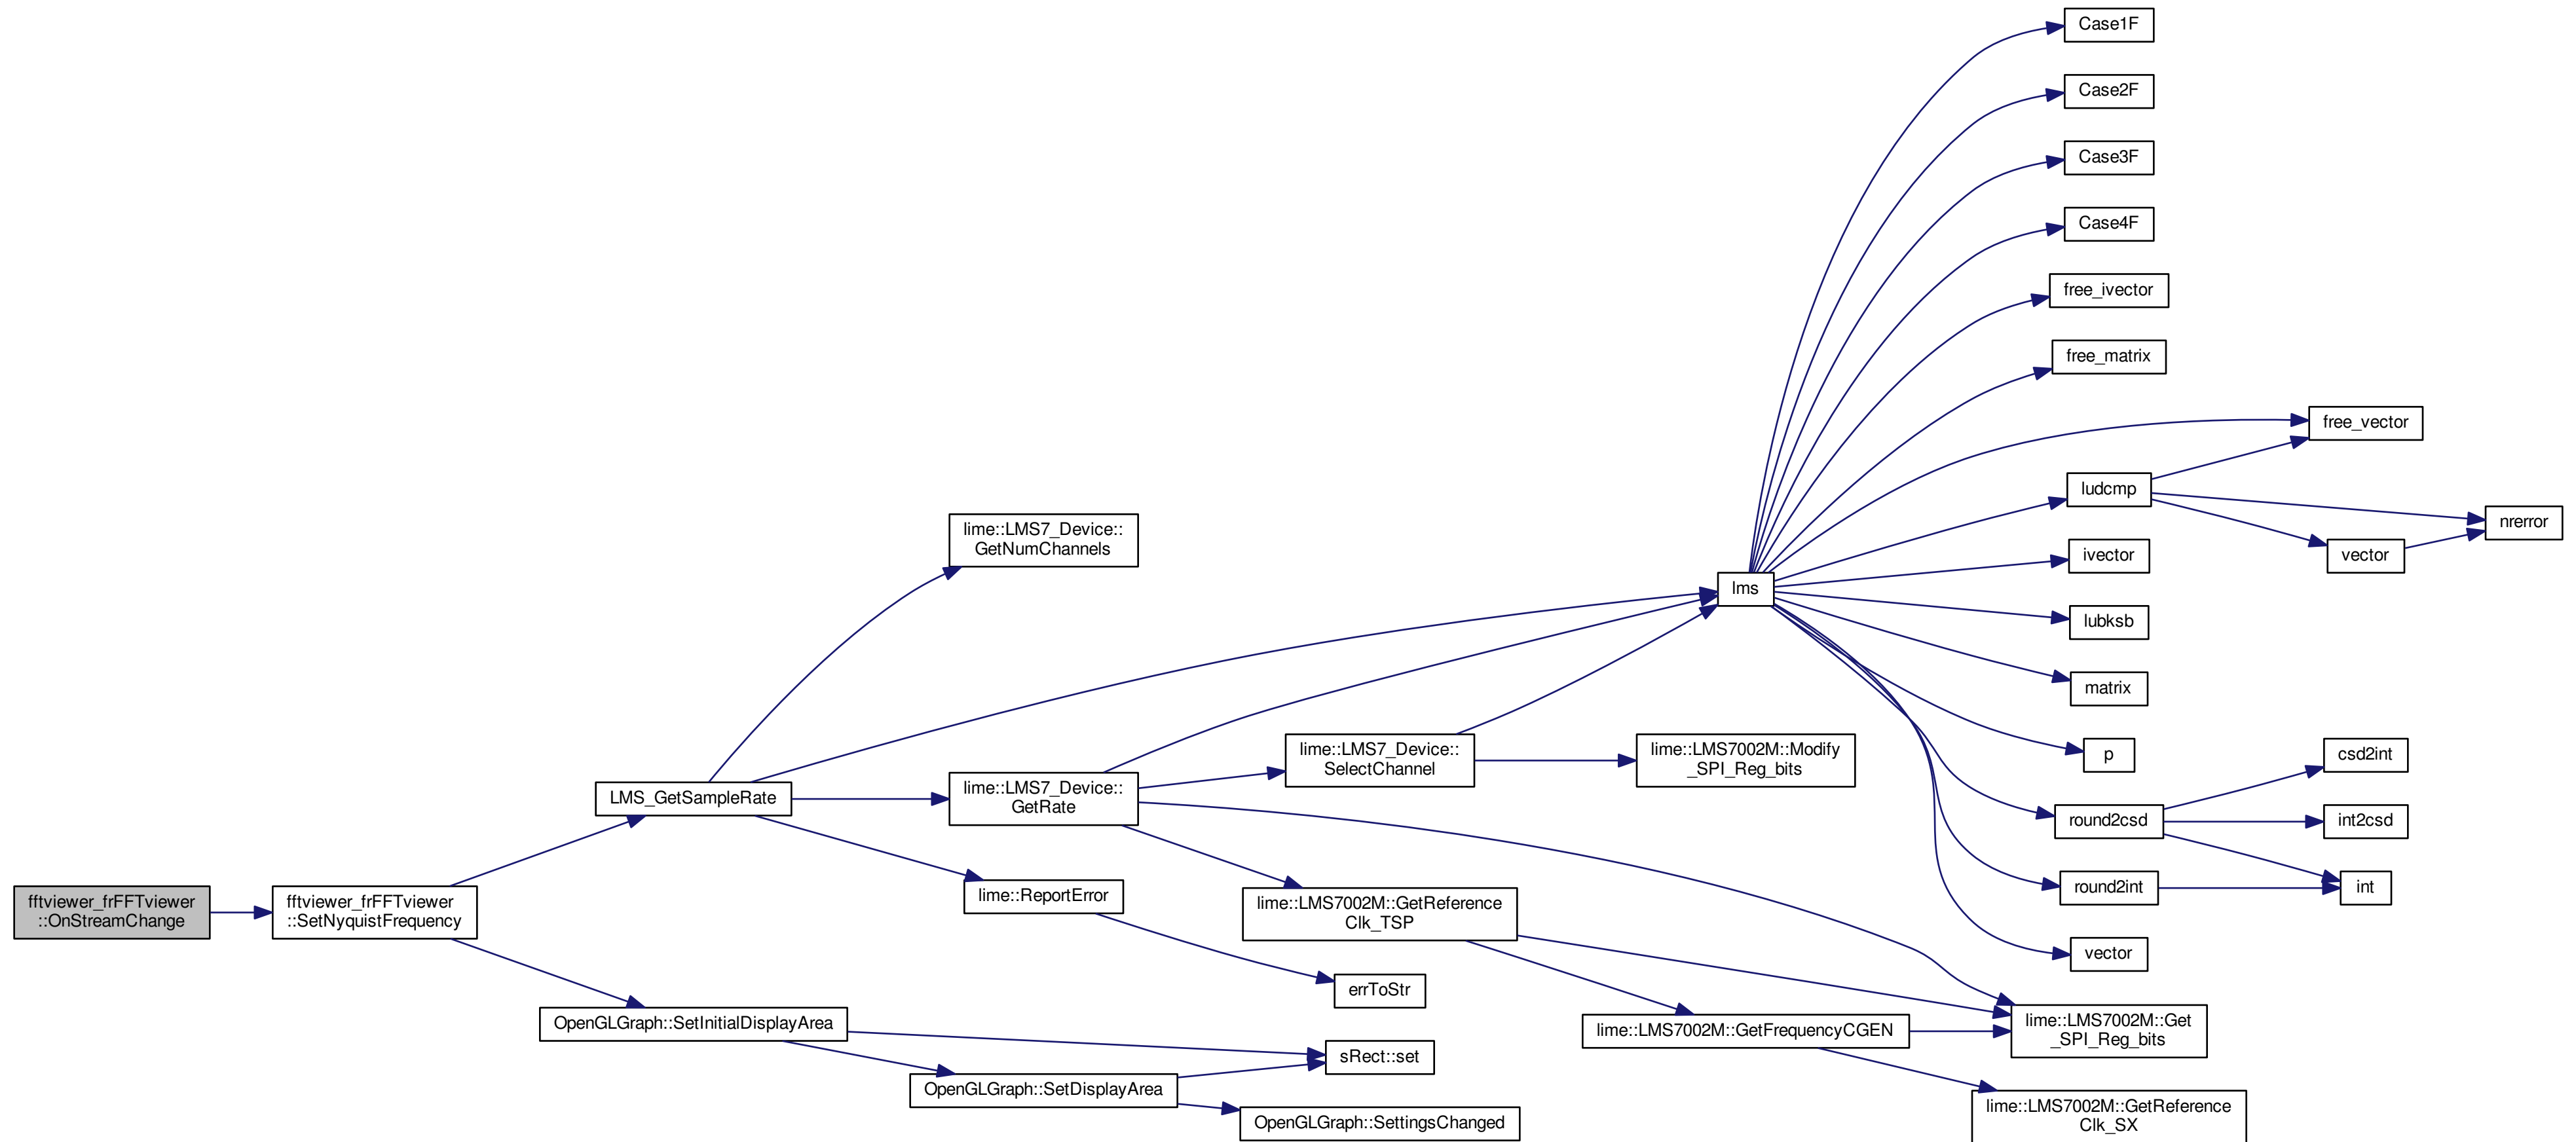 Case1F
Case2F
Case3F
Case4F
free_ivector
free_matrix
free_vector
ludcmp
nrerror
lime::LMS7_Device::
GetNumChannels
ivector
vector
lms
lubksb
matrix
lime::LMS7_Device::
SelectChannel
lime::LMS7002M::Modify
_SPI_Reg_bits
p
csd2int
LMS_GetSampleRate
lime::LMS7_Device::
GetRate
round2csd
int2csd
fftviewer_frFFTviewer
::OnStreamChange
fftviewer_frFFTviewer
::SetNyquistFrequency
lime::ReportError
lime::LMS7002M::GetReference
Clk_TSP
round2int
int
vector
errToStr
OpenGLGraph::SetInitialDisplayArea
lime::LMS7002M::GetFrequencyCGEN
lime::LMS7002M::Get
_SPI_Reg_bits
sRect::set
OpenGLGraph::SetDisplayArea
OpenGLGraph::SettingsChanged
lime::LMS7002M::GetReference
Clk_SX